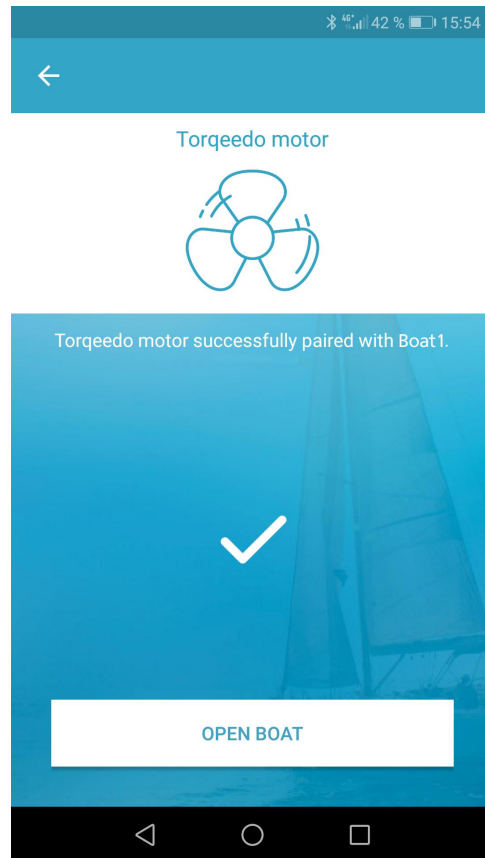 42 % 15:54
Torqeedo motor
Torqeedo motor successfully paired with Boat1.
OPEN BOAT